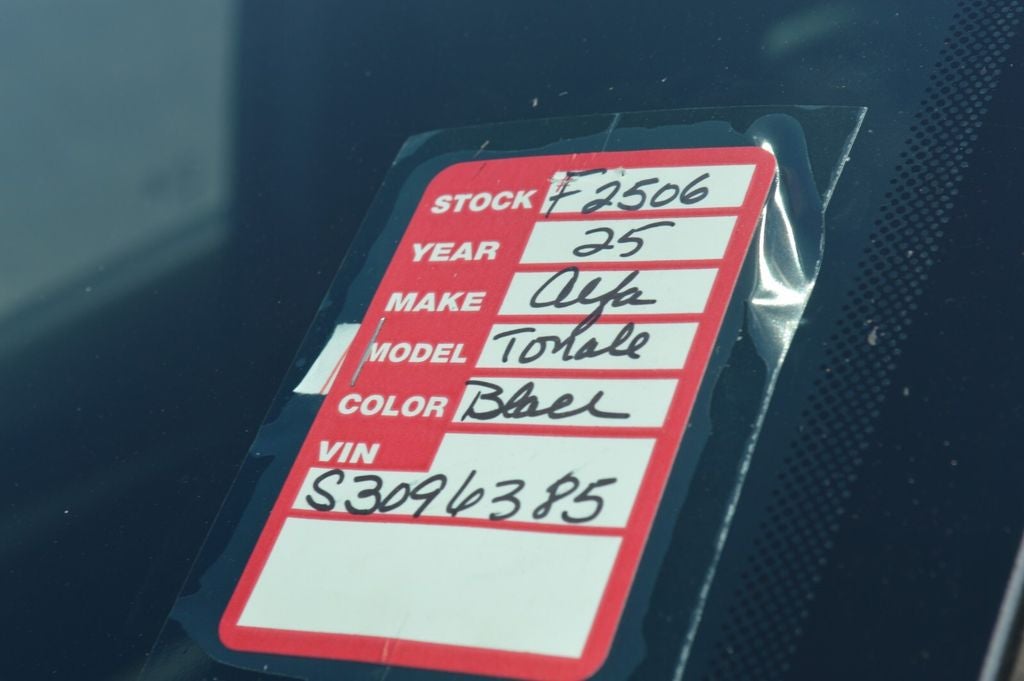 STOCK F2506
YEAR 25
MAKE Alfa
MODEL Tonale
COLOR Black
VIN
S3096385